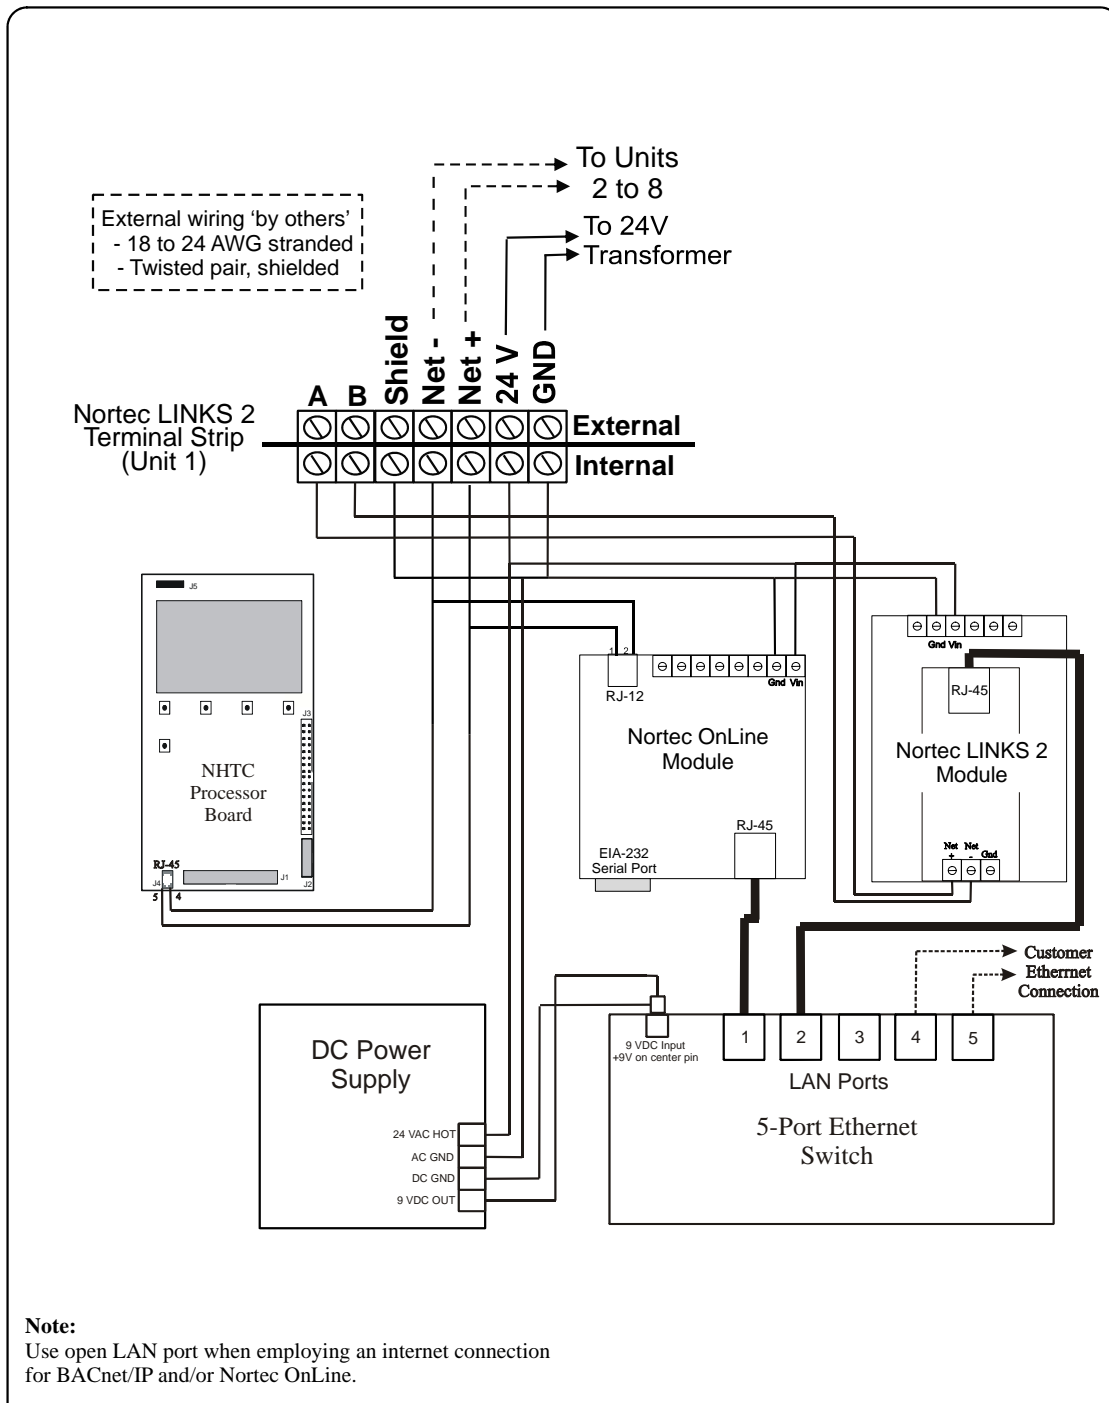 To Units
2 to 8
External wiring ‘by others’
- 18 to 24 AWG stranded
- Twisted pair, shielded
To 24V
Transformer
A
B
Shield
Net -
Net +
24 V
GND
Nortec LINKS 2
Terminal Strip
(Unit 1)
External
Internal
J5
J3
NHTC
Processor
Board
RJ-45
J4
J1
J2
5
4
1 2
RJ-12
Gnd Vin
Nortec OnLine
Module
RJ-45
EIA-232
Serial Port
Gnd Vin
RJ-45
Nortec LINKS 2
Module
Net
+
Net
-
Gnd
Customer
Etherrnet
Connection
DC Power
Supply
24 VAC HOT
AC GND
DC GND
9 VDC OUT
9 VDC Input
+9V on center pin
1
2
3
4
5
LAN Ports
5-Port Ethernet
Switch
Note:
Use open LAN port when employing an internet connection
for BACnet/IP and/or Nortec OnLine.